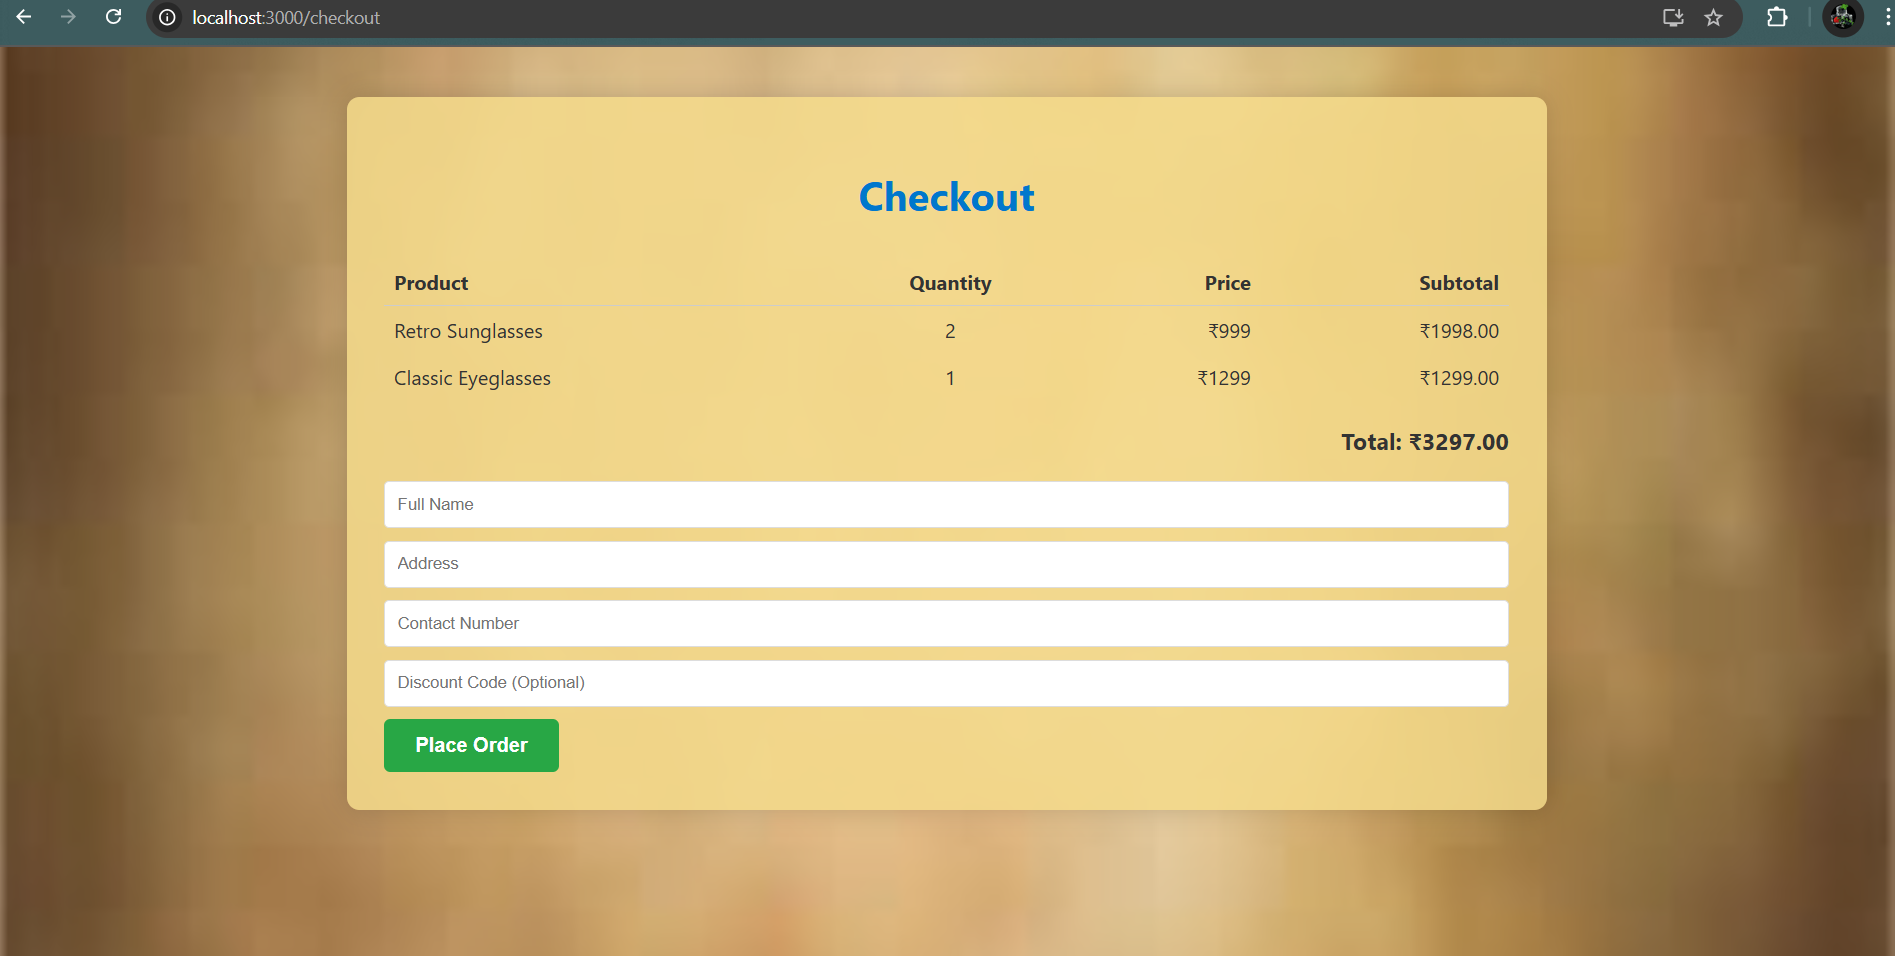 localhost:3000/checkout
Checkout
Product Quantity Price Subtotal
Retro Sunglasses 2 ₹999 ₹1998.00
Classic Eyeglasses 1 ₹1299 ₹1299.00
Total: ₹3297.00
Full Name
Address
Contact Number
Discount Code (Optional)
Place Order